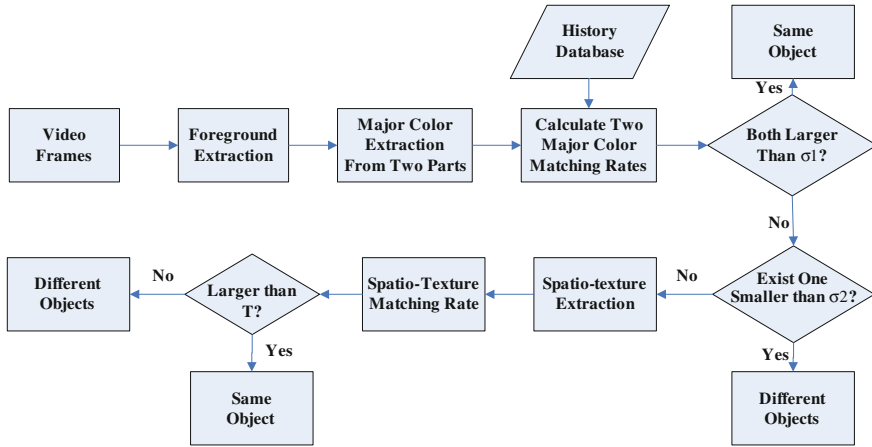 History
Database
Same
Object
Yes
Video
Frames
Foreground
Extraction
Major Color
Extraction
From Two Parts
Calculate Two
Major Color
Matching Rates
Both Larger
Than σ1?
No
Different
Objects
No
Larger than
T?
Spatio-Texture
Matching Rate
Spatio-texture
Extraction
No
Exist One
Smaller than σ2?
Yes
Same
Object
Yes
Different
Objects